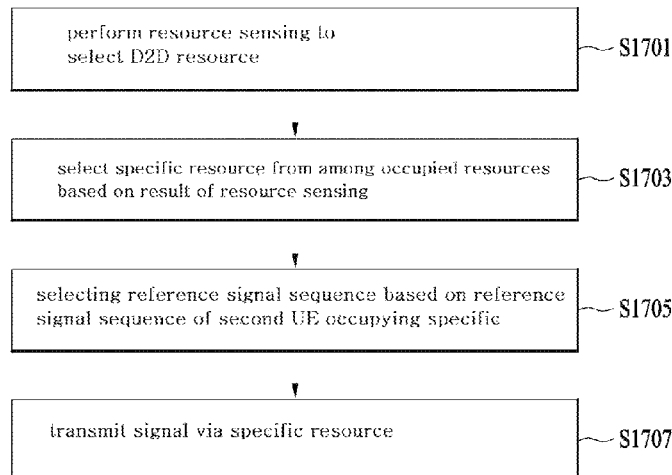 perform resource sensing to
select D2D resource
S1701
select specific resource from among occupied resources
based on result of resource sensing
S1703
selecting reference signal sequence based on reference
signal sequence of second UE occupying specific
S1705
transmit signal via specific resource
S1707